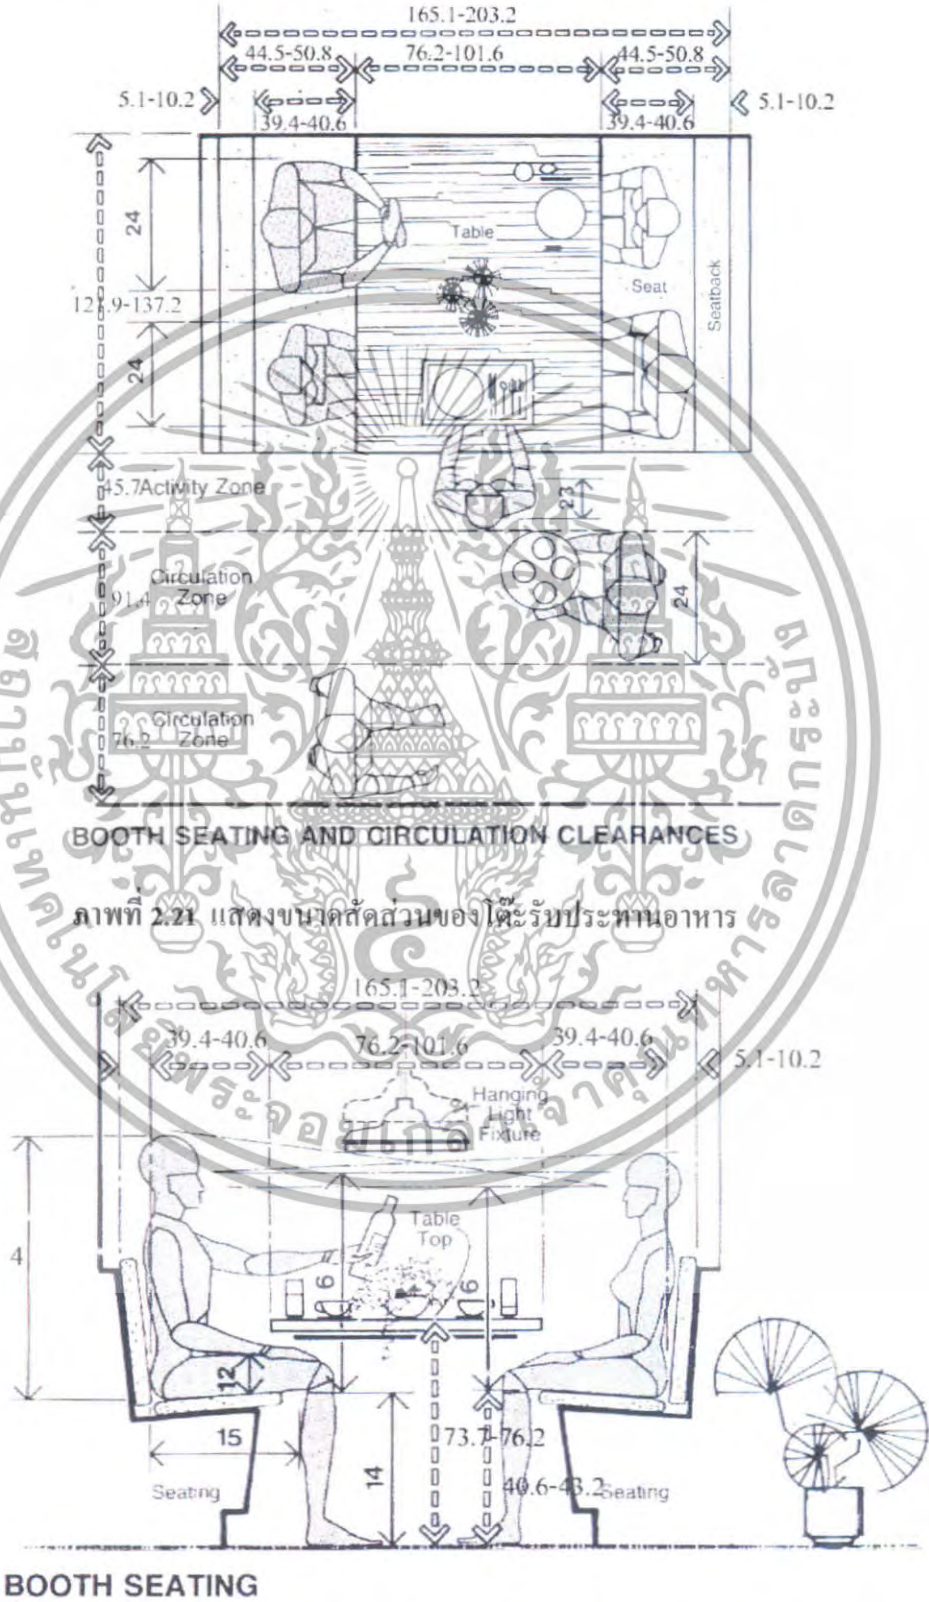 165.1-203.2
44.5-50.8 76.2-101.6 44.5-50.8
5.1-10.2 39.4-40.6 39.4-40.6 5.1-10.2
24
Table
Seat
Seatback
121.9-137.2
24
45.7 Activity Zone
23
Circulation
91.4 Zone
24
Circulation
76.2 Zone
BOOTH SEATING AND CIRCULATION CLEARANCES
ภาพที่ 2.21 แสดงขนาดสัดส่วนของโต๊ะรับประทานอาหาร
165.1-203.2
39.4-40.6 76.2-101.6 39.4-40.6
5.1-10.2
Hanging
Light
Fixture
Table
Top
4
6
6
12
15
14
73.7-76.2
40.6-43.2
Seating
Seating
BOOTH SEATING